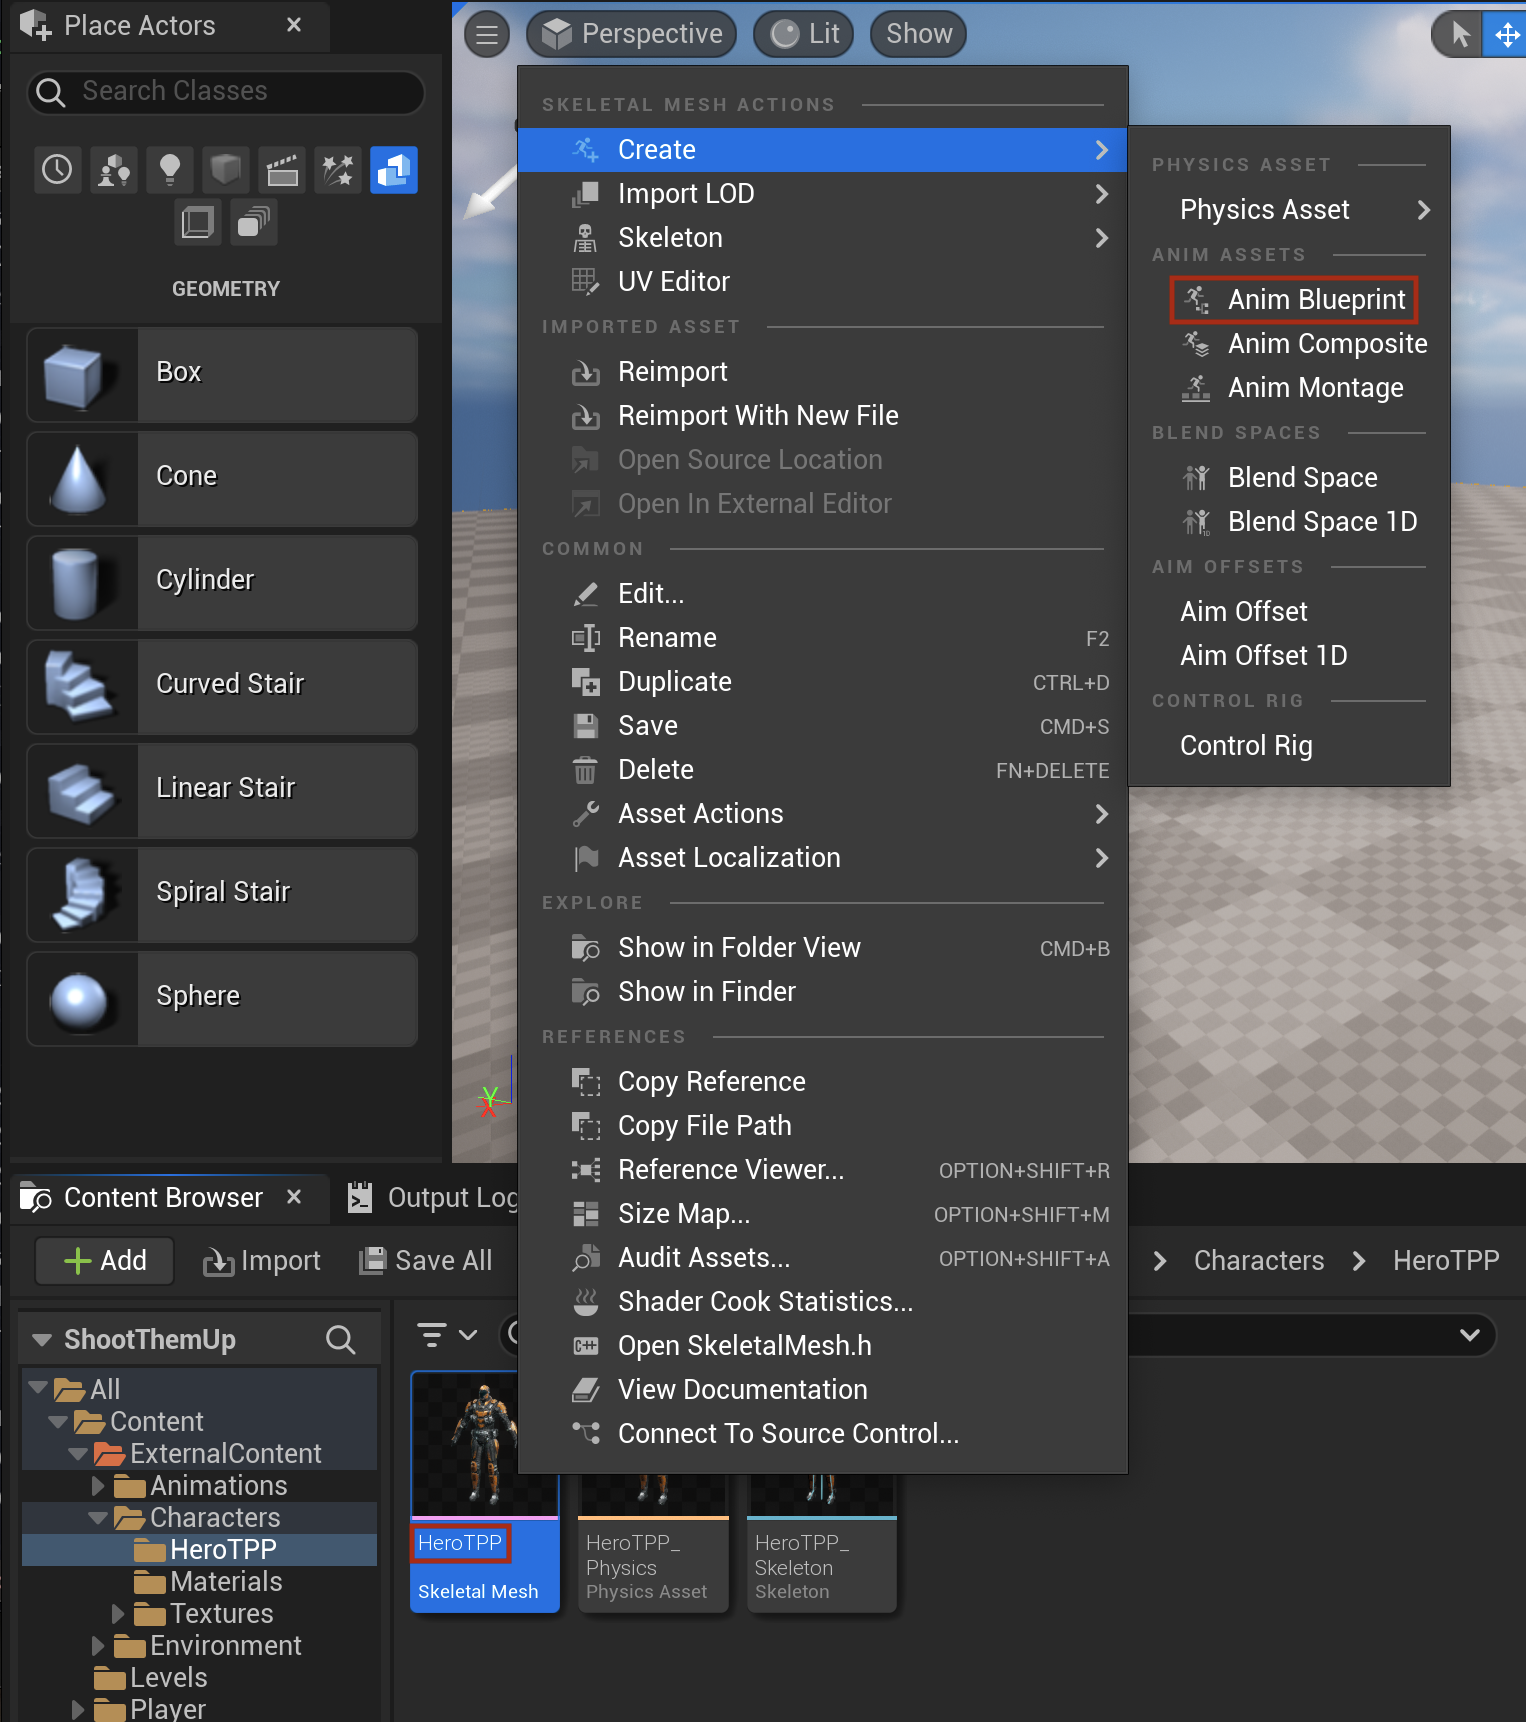 Place Actors
Search Classes
GEOMETRY
Box
Cone
Cylinder
Curved Stair
Linear Stair
Spiral Stair
Sphere
Perspective
Lit
Show
SKELETAL MESH ACTIONS
Create
Import LOD
Skeleton
UV Editor
IMPORTED ASSET
Reimport
Reimport With New File
Open Source Location
Open In External Editor
COMMON
Edit...
Rename F2
Duplicate CTRL+D
Save CMD+S
Delete FN+DELETE
Asset Actions
Asset Localization
EXPLORE
Show in Folder View CMD+B
Show in Finder
REFERENCES
Copy Reference
Copy File Path
Reference Viewer... OPTION+SHIFT+R
Size Map... OPTION+SHIFT+M
Audit Assets... OPTION+SHIFT+A
Shader Cook Statistics...
Open SkeletalMesh.h
View Documentation
Connect To Source Control...
PHYSICS ASSET
Physics Asset
ANIM ASSETS
Anim Blueprint
Anim Composite
Anim Montage
BLEND SPACES
Blend Space
Blend Space 1D
AIM OFFSETS
Aim Offset
Aim Offset 1D
CONTROL RIG
Control Rig
Content Browser
Output Log
Add
Import
Save All
Characters
HeroTPP
ShootThemUp
All
Content
ExternalContent
Animations
Characters
HeroTPP
Materials
Textures
Environment
Levels
Player
HeroTPP
Skeletal Mesh
HeroTPP_
Physics
Physics Asset
HeroTPP_
Skeleton
Skeleton